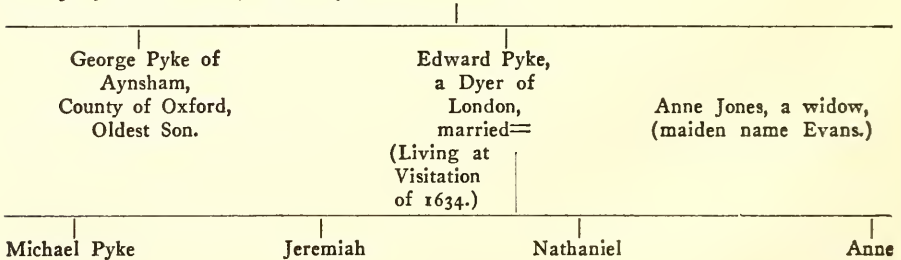 George Pyke of
Aynsham,
County of Oxford,
Oldest Son.
Edward Pyke,
a Dyer of
London,
married=
(Living at
Visitation
of 1634.)
Anne Jones, a widow,
(maiden name Evans.)
Michael Pyke Jeremiah Nathaniel Anne